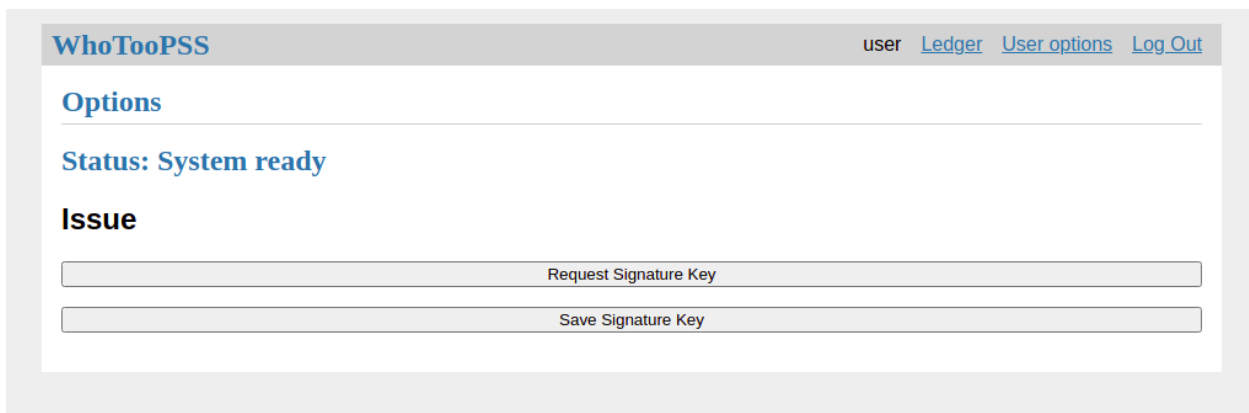 WhoTooPSS user Ledger User options Log Out
Options
Status: System ready
Issue
Request Signature Key
Save Signature Key